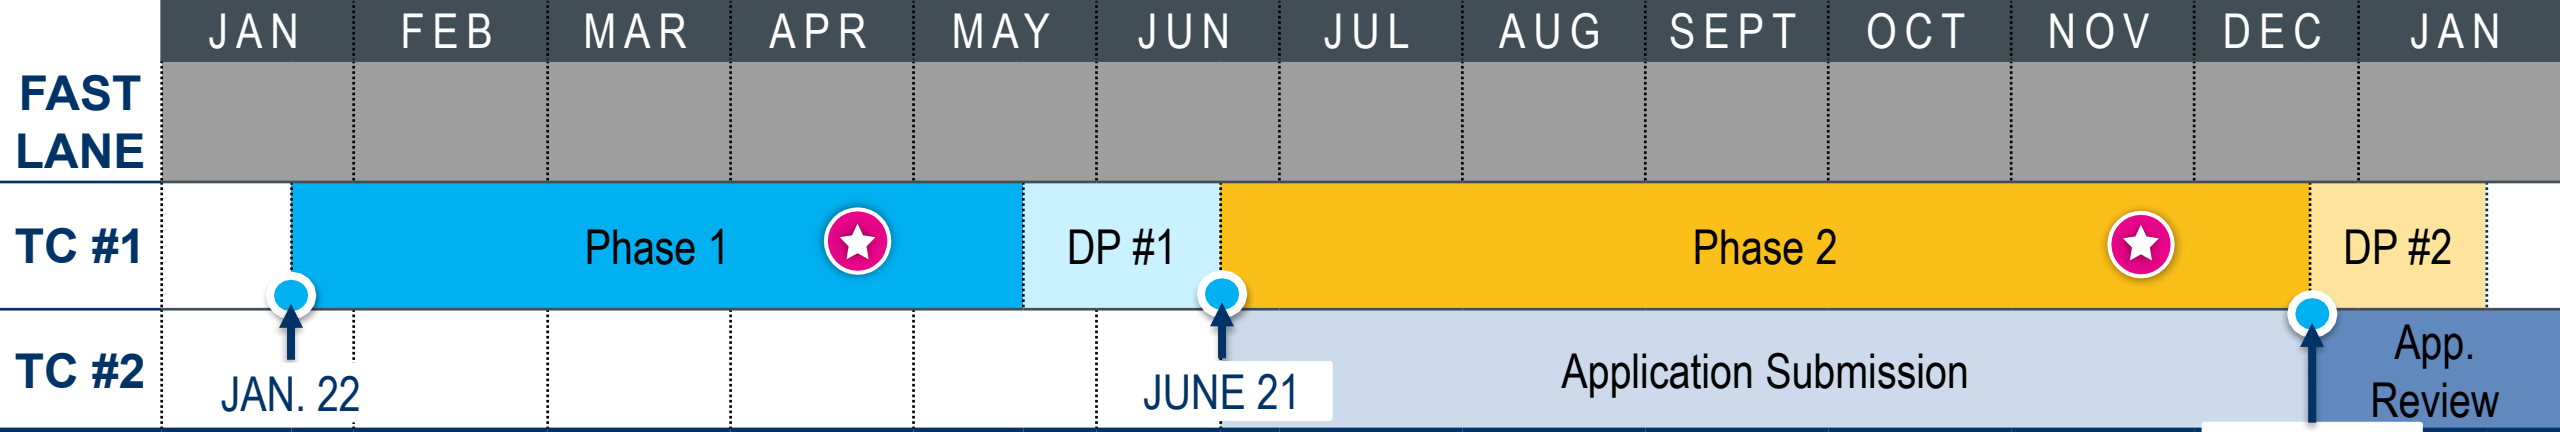 JAN FEB MAR APR MAY JUN JUL AUG SEPT OCT NOV DEC JAN
FAST
LANE
TC #1 Phase 1 DP #1 Phase 2 DP #2
TC #2 Application Submission App.
Review
JAN. 22 JUNE 21